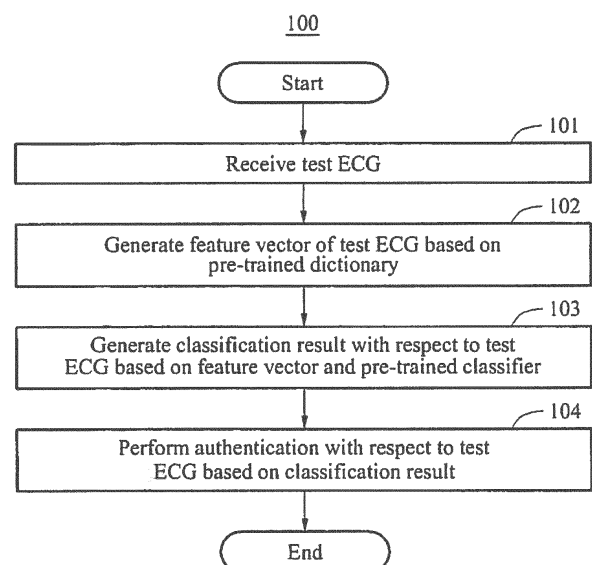 100
Start
101
Receive test ECG
102
Generate feature vector of test ECG based on
pre-trained dictionary
103
Generate classification result with respect to test
ECG based on feature vector and pre-trained classifier
104
Perform authentication with respect to test
ECG based on classification result
End